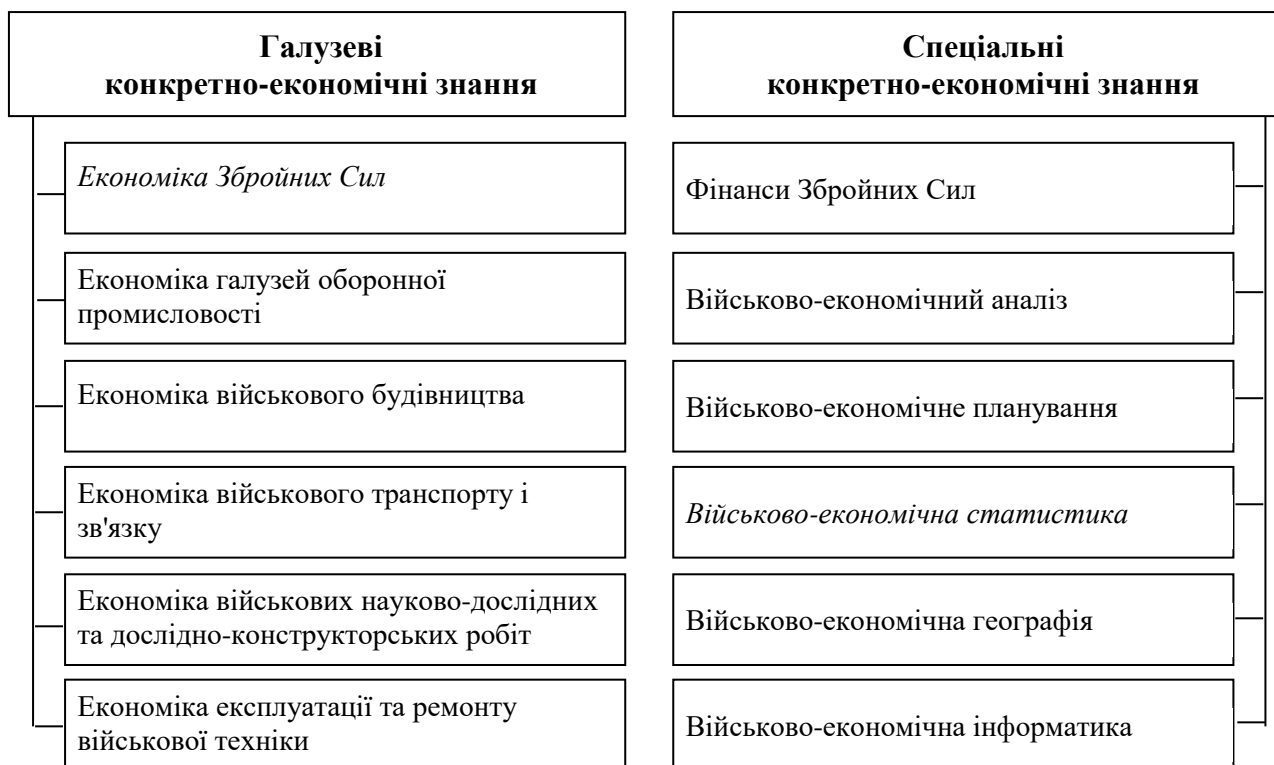 Галузеві
конкретно-економічні знання
Економіка Збройних Сил
Економіка галузей оборонної
промисловості
Економіка військового будівництва
Економіка військового транспорту і
зв'язку
Економіка військових науково-дослідних
та дослідно-конструкторських робіт
Економіка експлуатації та ремонту
військової техніки
Спеціальні
конкретно-економічні знання
Фінанси Збройних Сил
Військово-економічний аналіз
Військово-економічне планування
Військово-економічна статистика
Військово-економічна географія
Військово-економічна інформатика